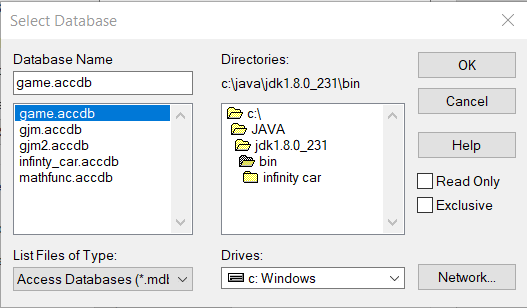 Select Database
Database Name
game.accdb
game.accdb
gjm.accdb
gjm2.accdb
infinty_car.accdb
mathfunc.accdb
List Files of Type:
Access Databases (*.mdb
Directories:
c:\java\jdk1.8.0_231\bin
c:\
JAVA
jdk1.8.0_231
bin
infinity car
Drives:
c: Windows
OK
Cancel
Help
Read Only
Exclusive
Network...